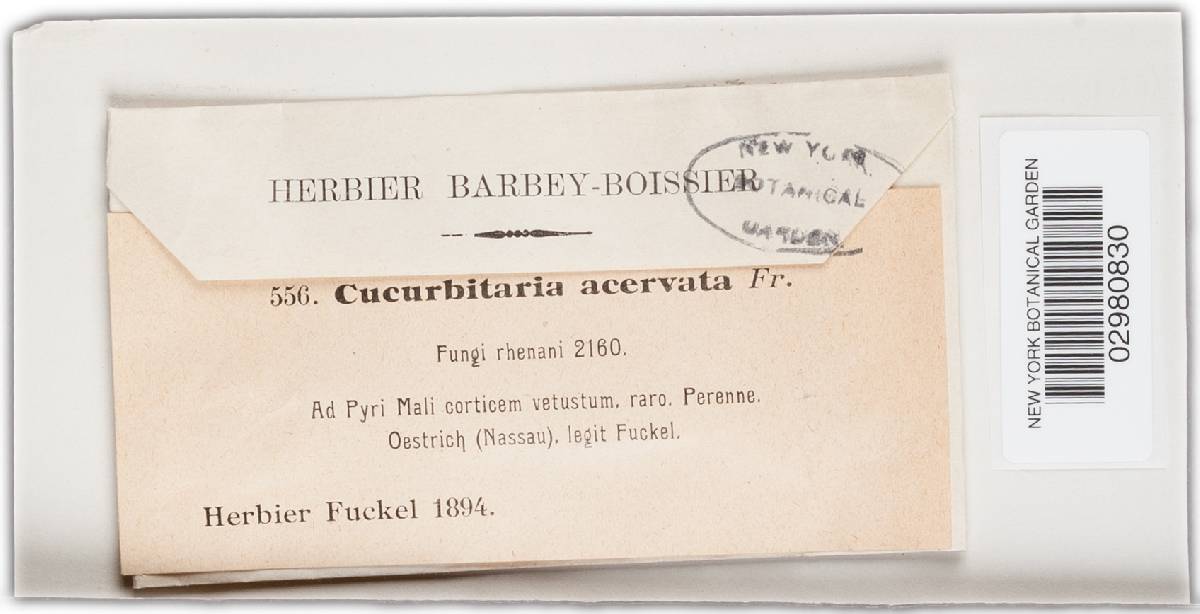 HERBIER BARBEY-BOISSIER
NEW YORK
BOTANICAL
GARDEN
556. Cucurbitaria acervata Fr.
Fungi rhenani 2160.
Ad Pyri Mali corticem vetustum, raro. Perenne.
Oestrich (Nassau), legit Fuckel.
Herbier Fuckel 1894.
NEW YORK BOTANICAL GARDEN
02980830